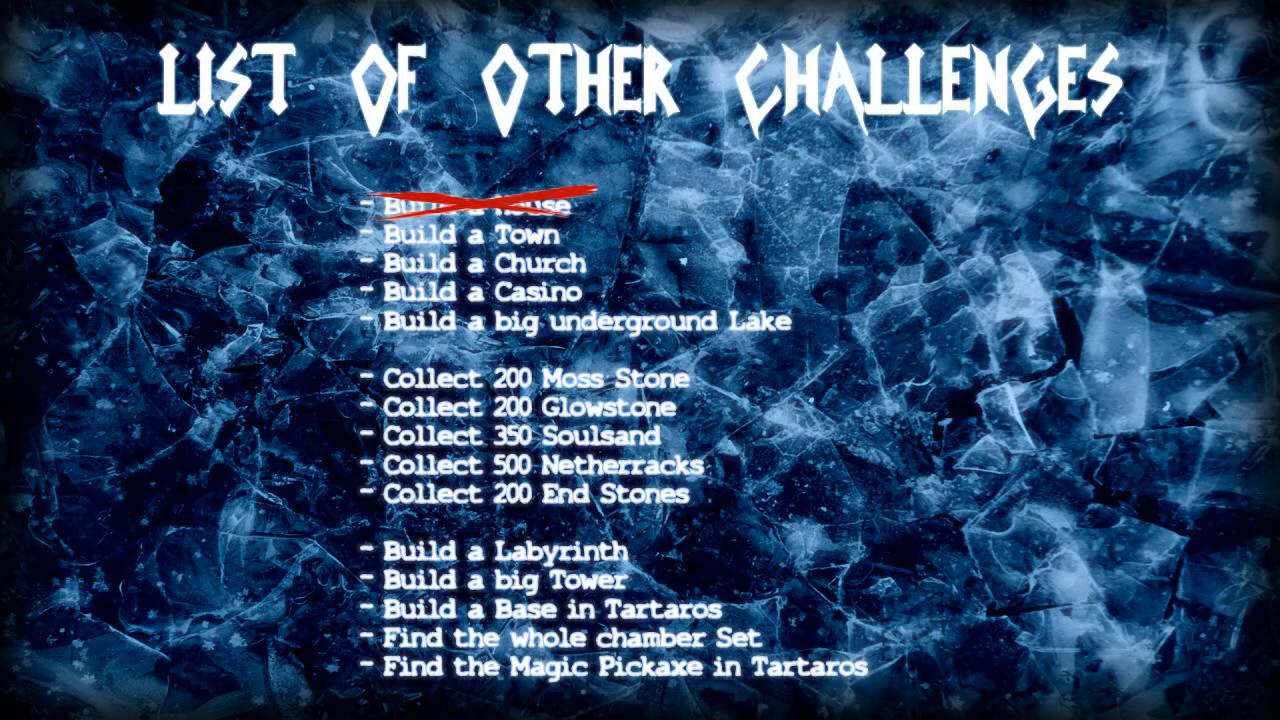 List Of Other Challenges
- Build a House
- Build a Town
- Build a Church
- Build a Casino
- Build a big underground Lake
- Collect 200 Moss Stone
- Collect 200 Glowstone
- Collect 350 Soulsand
- Collect 500 Netherracks
- Collect 200 End Stones
- Build a Labyrinth
- Build a big Tower
- Build a Base in Tartaros
- Find the whole chamber Set
- Find the Magic Pickaxe in Tartaros